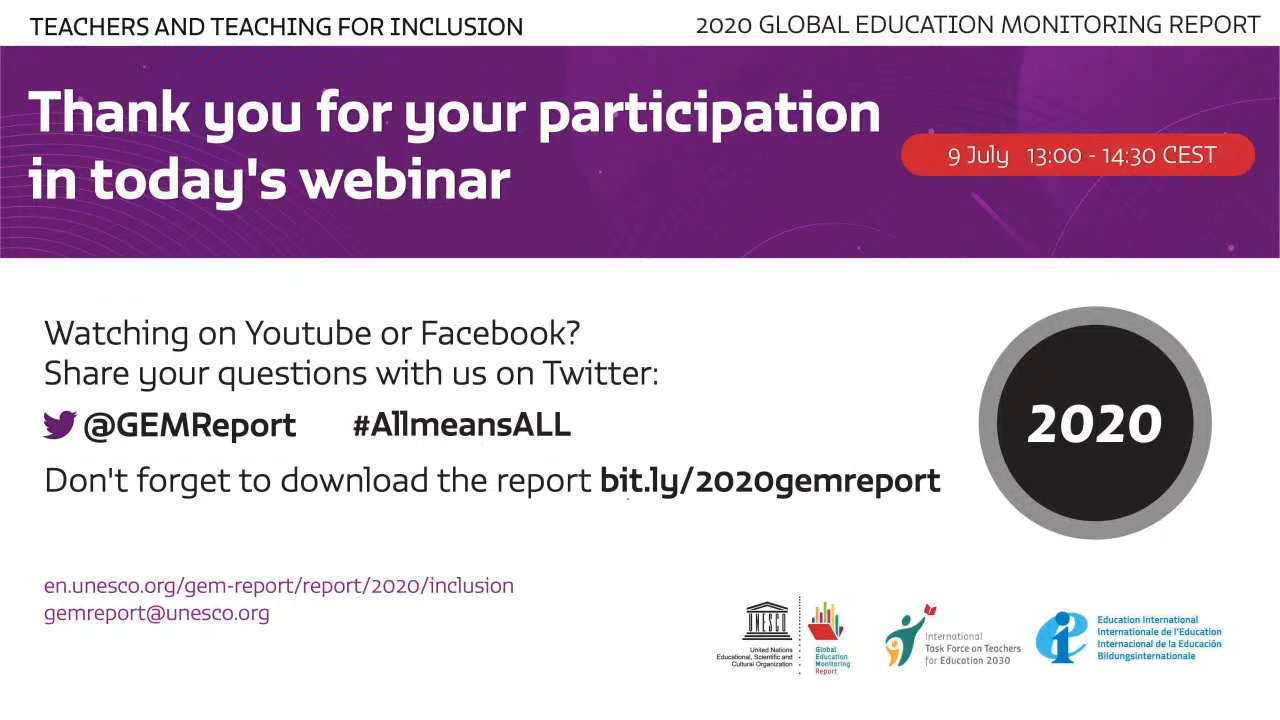 TEACHERS AND TEACHING FOR INCLUSION
2020 GLOBAL EDUCATION MONITORING REPORT
Thank you for your participation
in today's webinar
9 July 13:00 - 14:30 CEST
Watching on Youtube or Facebook?
Share your questions with us on Twitter:
@GEMReport #AllmeansALL
Don't forget to download the report bit.ly/2020gemreport
2020
en.unesco.org/gem-report/report/2020/inclusion
gemreport@unesco.org
UNESCO
United Nations
Educational, Scientific and
Cultural Organization
Global
Education
Monitoring
Report
International
Task Force on Teachers
for Education 2030
Education International
Internationale de l'Education
Internacional de la Educación
Bildungsinternationale